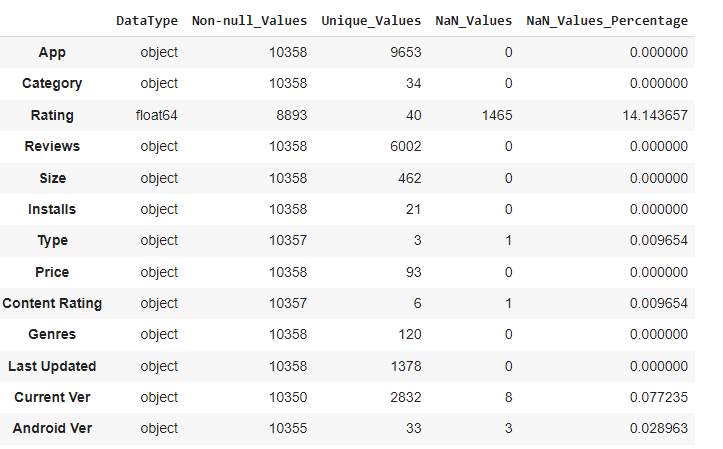 DataType Non-null_Values Unique_Values NaN_Values NaN_Values_Percentage
App object 10358 9653 0 0.000000
Category object 10358 34 0 0.000000
Rating float64 8893 40 1465 14.143657
Reviews object 10358 6002 0 0.000000
Size object 10358 462 0 0.000000
Installs object 10358 21 0 0.000000
Type object 10357 3 1 0.009654
Price object 10358 93 0 0.000000
Content Rating object 10357 6 1 0.009654
Genres object 10358 120 0 0.000000
Last Updated object 10358 1378 0 0.000000
Current Ver object 10350 2832 8 0.077235
Android Ver object 10355 33 3 0.028963